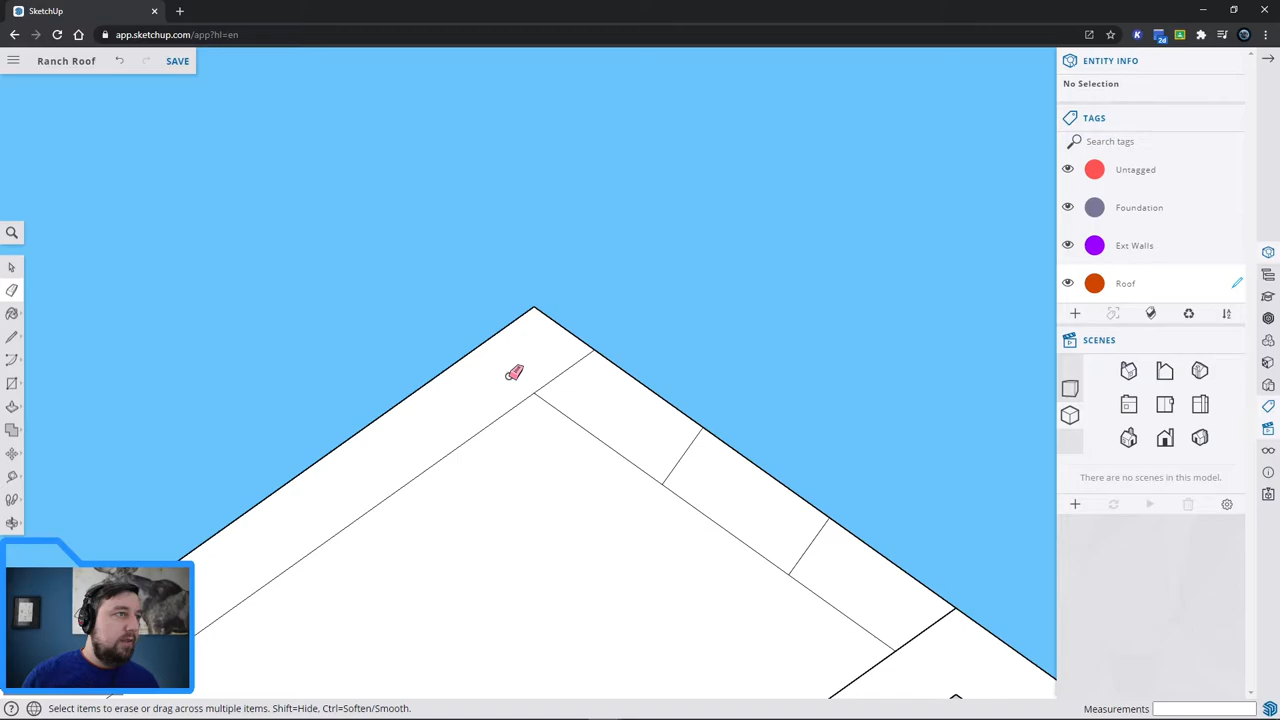 SketchUp
app.sketchup.com/app?hl=en
Ranch Roof
SAVE
ENTITY INFO
No Selection
TAGS
Search tags
Untagged
Foundation
Ext Walls
Roof
SCENES
There are no scenes in this model.
Select items to erase or drag across multiple items. Shift=Hide, Ctrl=Soften/Smooth.
Measurements